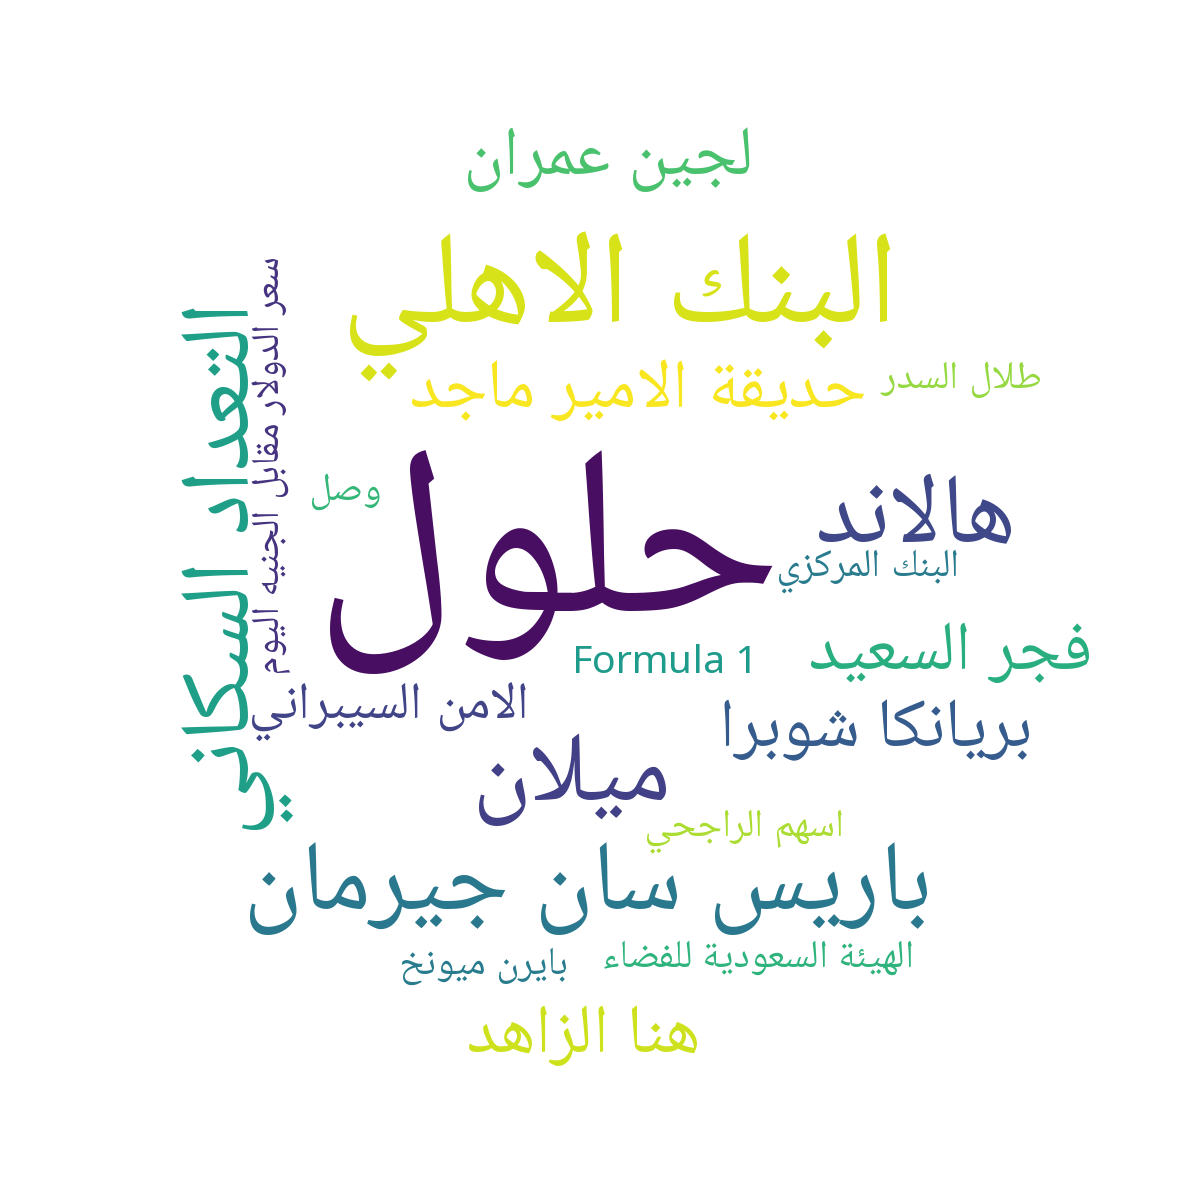 لجين عمران
البنك الاهلي
حديقة الامير ماجد
طلال السدر
التعداد السكاني
سعر الدولار مقابل الجنيه اليوم
وصل
حلول
هالاند
البنك المركزي
Formula 1
فجر السعيد
الامن السيبراني
بريانكا شوبرا
ميلان
اسهم الراجحي
باريس سان جيرمان
بايرن ميونخ
الهيئة السعودية للفضاء
هنا الزاهد